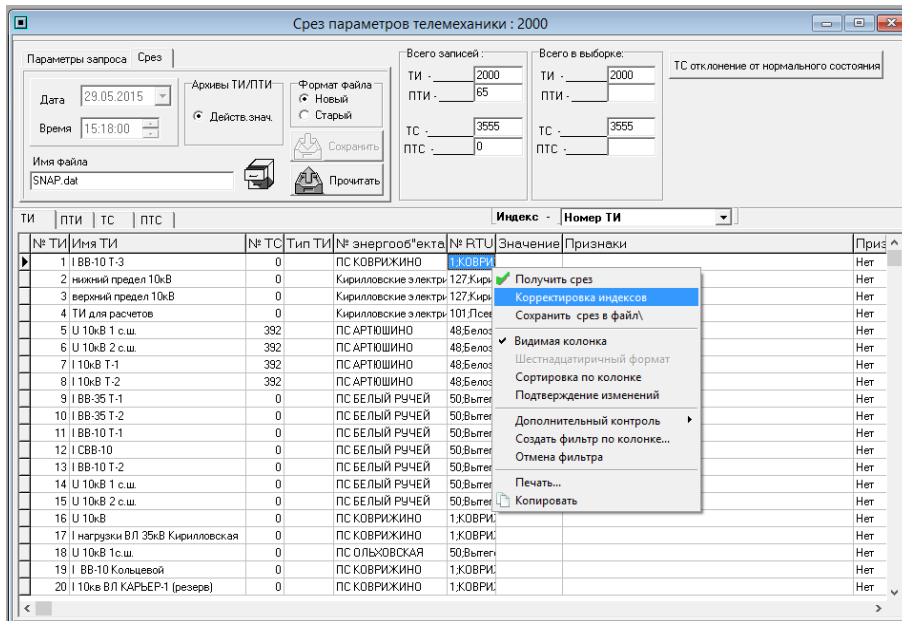 Срез параметров телемеханики : 2000
Параметры запроса Срез
Дата 29.05.2015
Время 15:18:00
Архивы ТИ/ПТИ
Действ.знач.
Формат файла
Новый
Старый
Сохранить
Имя файла
SNAP.dat
Прочитать
Всего записей :
ТИ - 2000
ПТИ - 65
ТС - 3555
ПТС - 0
Всего в выборке:
ТИ - 2000
ПТИ -
ТС - 3555
ПТС -
ТС отклонение от нормального состояния
ТИ ПТИ ТС ПТС
Индекс - Номер ТИ
№ ТИ Имя ТИ № ТС Тип ТИ № энергооб"екта № RTU Значение Признаки Приз
1 I ВВ-10 Т-3 0 ПС КОВРИЖИНО 1;КОВРИ Нет
2 нижний предел 10кВ 0 Кирилловские электри 127;Кири Нет
3 верхний предел 10кВ 0 Кирилловские электри 127;Кири Нет
4 ТИ для расчетов 0 Кирилловские электри 101;Псев Нет
5 U 10кВ 1 с.ш. 392 ПС АРТЮШИНО 48;Белоз Нет
6 U 10кВ 2 с.ш. 392 ПС АРТЮШИНО 48;Белоз Нет
7 I 10кВ Т-1 392 ПС АРТЮШИНО 48;Белоз Нет
8 I 10кВ Т-2 392 ПС АРТЮШИНО 48;Белоз Нет
9 I ВВ-35 Т-1 0 ПС БЕЛЫЙ РУЧЕЙ 50;Вытег Нет
10 I ВВ-35 Т-2 0 ПС БЕЛЫЙ РУЧЕЙ 50;Вытег Нет
11 I ВВ-10 Т-1 0 ПС БЕЛЫЙ РУЧЕЙ 50;Вытег Нет
12 I СВВ-10 0 ПС БЕЛЫЙ РУЧЕЙ 50;Вытег Нет
13 I ВВ-10 Т-2 0 ПС БЕЛЫЙ РУЧЕЙ 50;Вытег Нет
14 U 10кВ 1 с.ш. 0 ПС БЕЛЫЙ РУЧЕЙ 50;Вытег Нет
15 U 10кВ 2 с.ш. 0 ПС БЕЛЫЙ РУЧЕЙ 50;Вытег Нет
16 U 10кВ 0 ПС КОВРИЖИНО 1;КОВРИ Нет
17 I нагрузки ВЛ 35кВ Кирилловская 0 ПС КОВРИЖИНО 1;КОВРИ Нет
18 U 10кВ 1с.ш. 0 ПС ОЛЬХОВСКАЯ 50;Вытег Нет
19 I ВВ-10 Кольцевой 0 ПС КОВРИЖИНО 1;КОВРИ Нет
20 I 10кв ВЛ КАРЬЕР-1 (резерв) 0 ПС КОВРИЖИНО 1;КОВРИ Нет
Получить срез
Корректировка индексов
Сохранить срез в файл\
Видимая колонка
Шестнадцатиричный формат
Сортировка по колонке
Подтверждение изменений
Дополнительный контроль
Создать фильтр по колонке...
Отмена фильтра
Печать...
Копировать